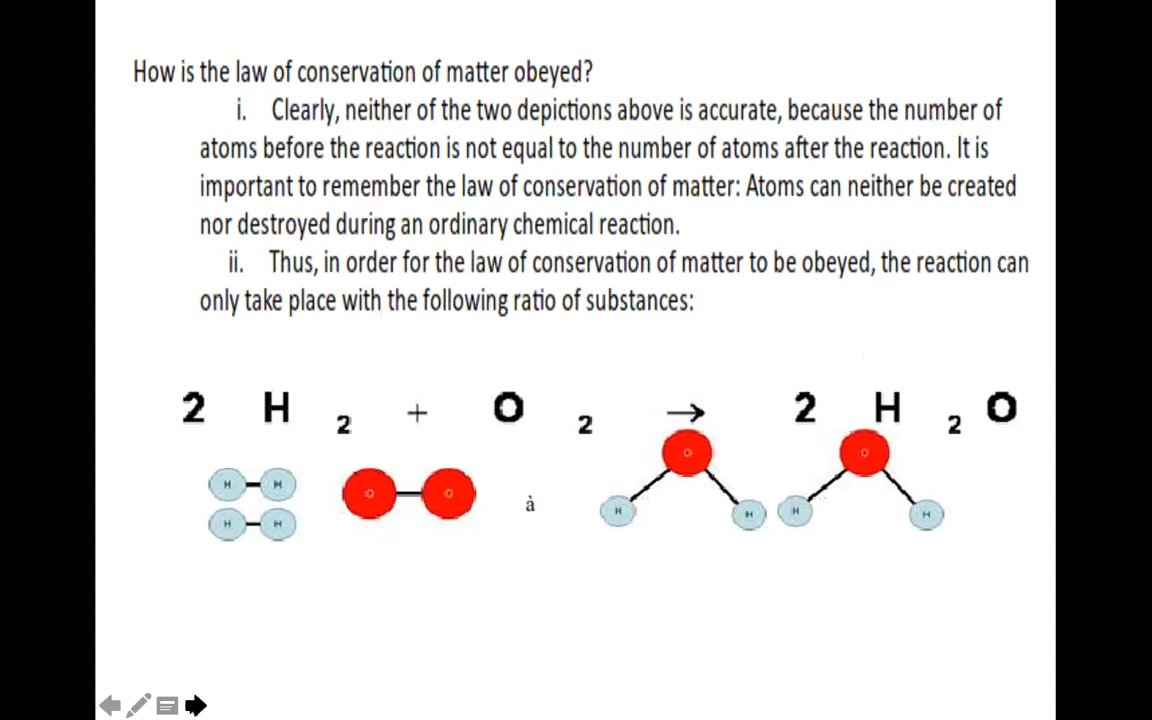 How is the law of conservation of matter obeyed?
i. Clearly, neither of the two depictions above is accurate, because the number of
atoms before the reaction is not equal to the number of atoms after the reaction. It is
important to remember the law of conservation of matter: Atoms can neither be created
nor destroyed during an ordinary chemical reaction.
ii. Thus, in order for the law of conservation of matter to be obeyed, the reaction can
only take place with the following ratio of substances:
2 H 2 + O 2 → 2 H 2 O
O O
H H O O
à
H H H H
H H